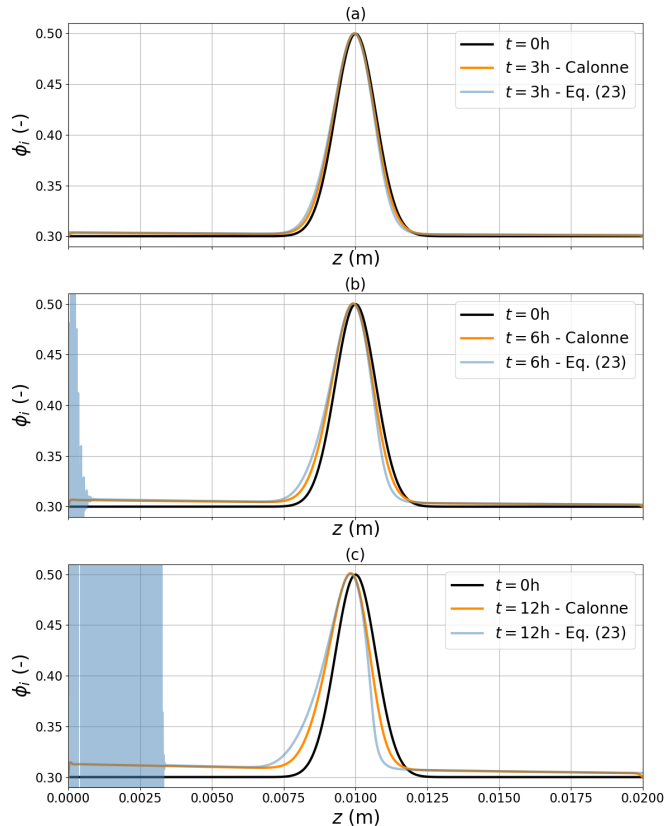 (a)
0.50
0.45
0.40
0.35
0.30
ϕi (-)
t = 0h
t = 3h - Calonne
t = 3h - Eq. (23)
z (m)
(b)
0.50
0.45
0.40
0.35
0.30
ϕi (-)
t = 0h
t = 6h - Calonne
t = 6h - Eq. (23)
z (m)
(c)
0.50
0.45
0.40
0.35
0.30
ϕi (-)
t = 0h
t = 12h - Calonne
t = 12h - Eq. (23)
0.0000 0.0025 0.0050 0.0075 0.0100 0.0125 0.0150 0.0175 0.0200
z (m)